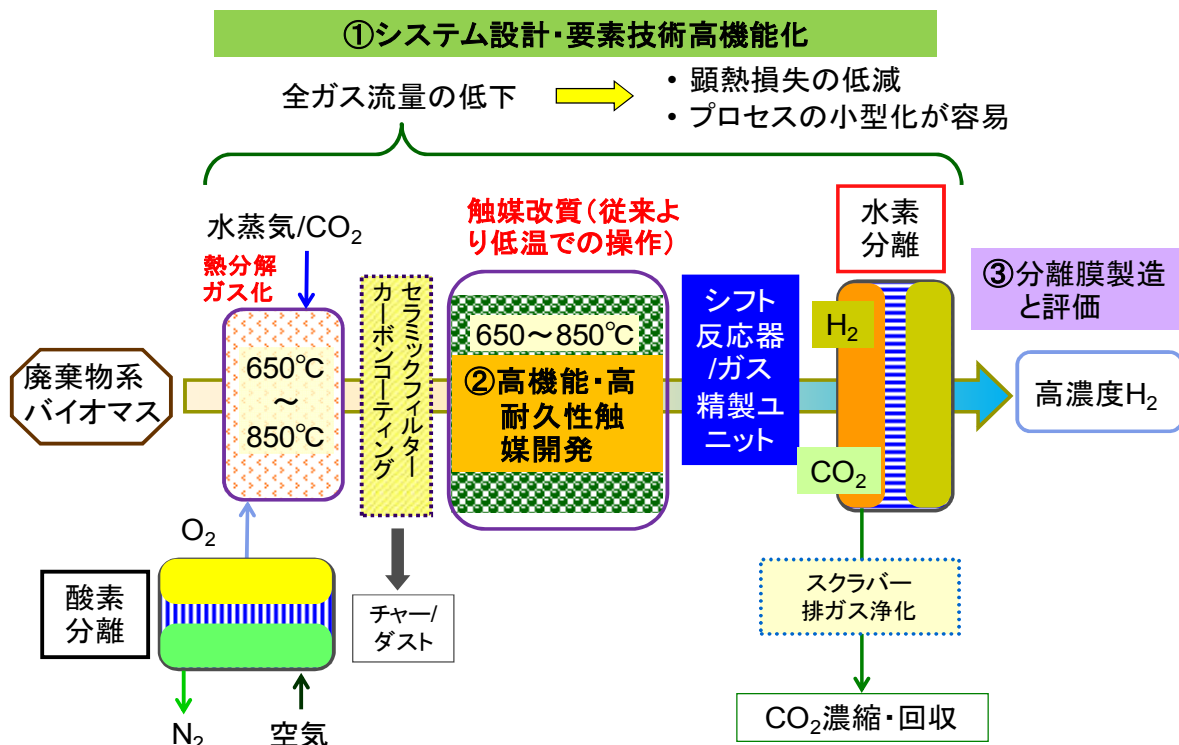 ①システム設計・要素技術高機能化
全ガス流量の低下
・ 顕熱損失の低減
・ プロセスの小型化が容易
水蒸気/CO₂
熱分解
ガス化
触媒改質（従来よ
り低温での操作）
水素
分離
③分離膜製造
と評価
廃棄物系
バイオマス
650℃
～
850℃
セラミックフィルター
カーボンコーティング
650～850℃
②高機能・高
耐久性触
媒開発
シフト
反応器
/ガス
精製ユ
ニット
H₂
CO₂
高濃度H₂
O₂
酸素
分離
チャー/
ダスト
スクラバー
排ガス浄化
N₂
空気
CO₂濃縮・回収